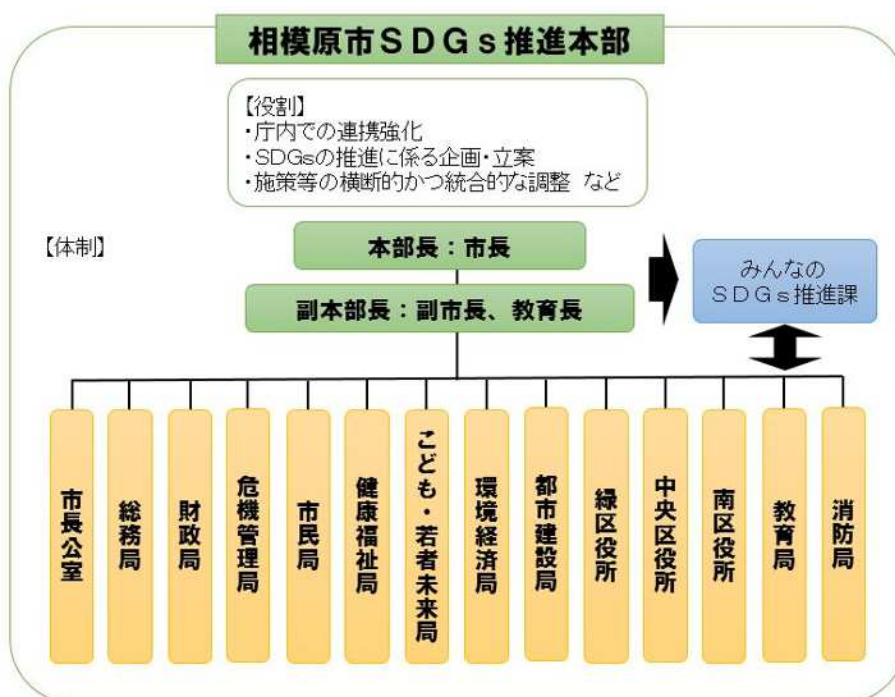 相模原市ＳＤＧｓ推進本部
【役割】
・庁内での連携強化
・SDGsの推進に係る企画・立案
・施策等の横断的かつ統合的な調整 など
【体制】
本部長：市長
みんなの
ＳＤＧｓ推進課
副本部長：副市長、教育長
市長公室
総務局
財政局
危機管理局
市民局
健康福祉局
こども・若者未来局
環境経済局
都市建設局
緑区役所
中央区役所
南区役所
教育局
消防局